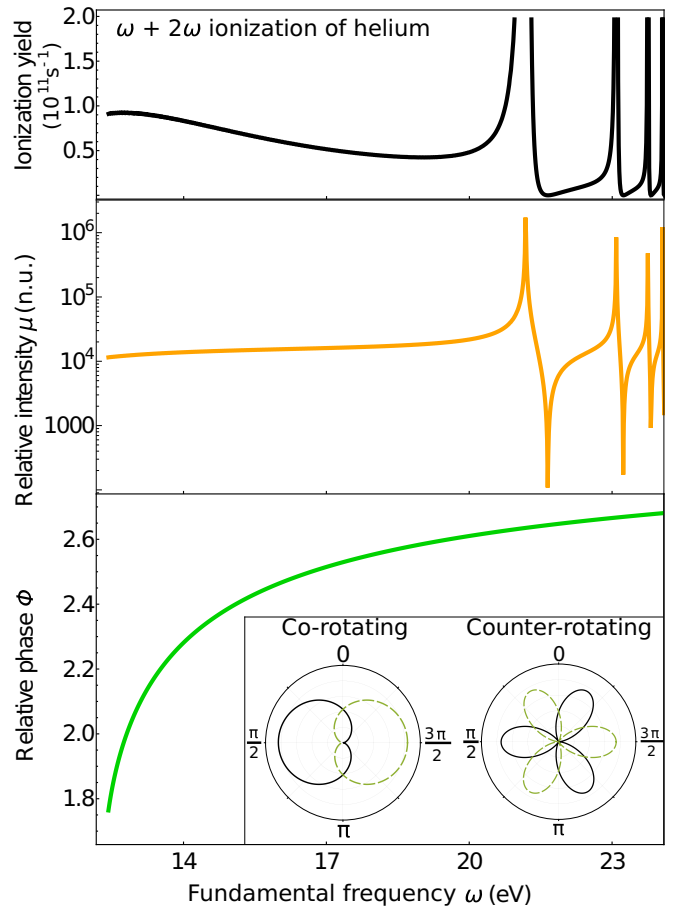 ω + 2ω ionization of helium
Ionization yield
(10¹¹s⁻¹)
2.0
1.0
0.5
Relative intensity μ (n.u.)
10⁶
10⁵
10⁴
1000
Relative phase Φ
2.6
2.4
2.2
2.0
1.8
Co-rotating
0
π/2
3π/2
π
Counter-rotating
0
π/2
3π/2
π
14
17
20
23
Fundamental frequency ω (eV)